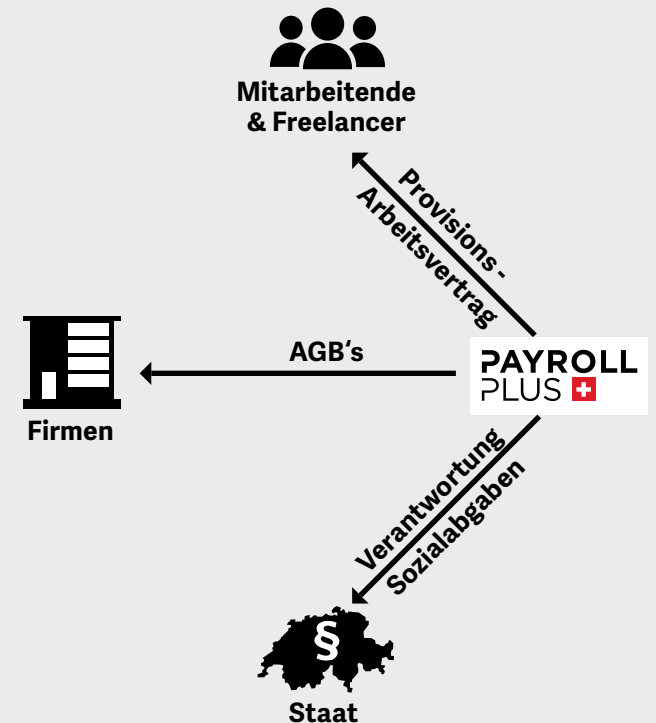 Mitarbeitende
& Freelancer
Provisions -
Arbeitsvertrag
AGB‘s
PAYROLL
PLUS
Firmen
Verantwortung
Sozialabgaben
§
Staat